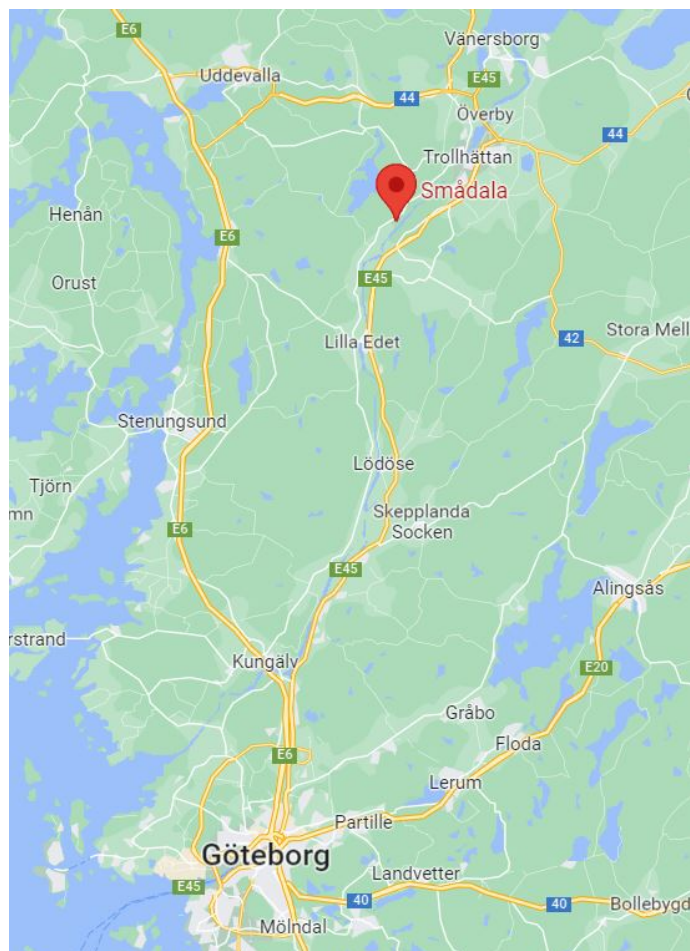 E6
Vänersborg
Uddevalla
E45
44
Överby
44
Trollhättan
Smådala
Henån
E6
Orust
E45
Stora Mell
42
Lilla Edet
Stenungsund
Lödöse
Tjörn
mn
Skepplanda
Socken
E6
E45
Alingsås
rstrand
Kungälv
E20
Gråbo
Floda
E6
Lerum
Partille
Göteborg
Landvetter
E45
40
40
Bollebygd
Mölndal